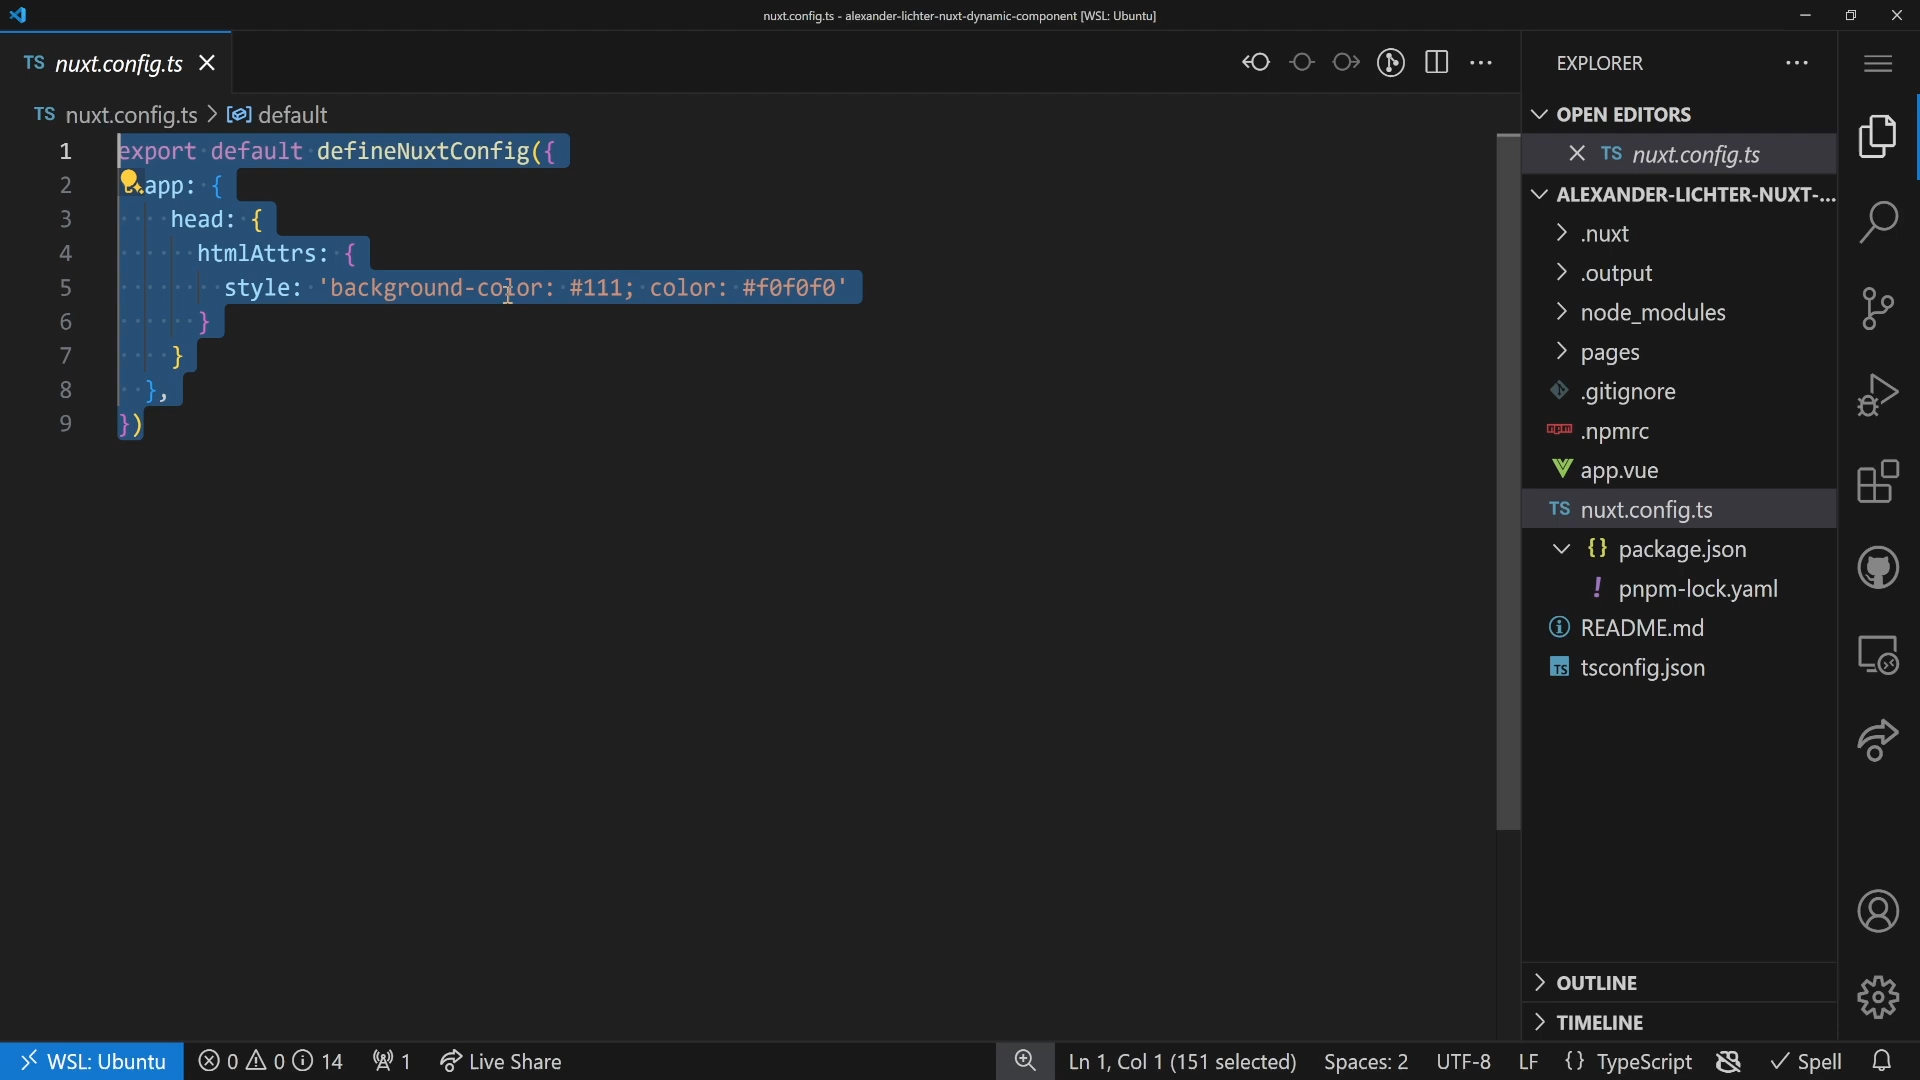 nuxt.config.ts - alexander-lichter-nuxt-dynamic-component [WSL: Ubuntu]
TS nuxt.config.ts
TS nuxt.config.ts > default
1 export default defineNuxtConfig({
2 app: {
3 head: {
4 htmlAttrs: {
5 style: 'background-color: #111; color: #f0f0f0'
6 }
7 }
8 },
9 })
EXPLORER
OPEN EDITORS
TS nuxt.config.ts
ALEXANDER-LICHTER-NUXT-...
.nuxt
.output
node_modules
pages
.gitignore
npm .npmrc
app.vue
TS nuxt.config.ts
{} package.json
! pnpm-lock.yaml
README.md
TS tsconfig.json
OUTLINE
TIMELINE
WSL: Ubuntu 0 0 14 1 Live Share Ln 1, Col 1 (151 selected) Spaces: 2 UTF-8 LF {} TypeScript Spell